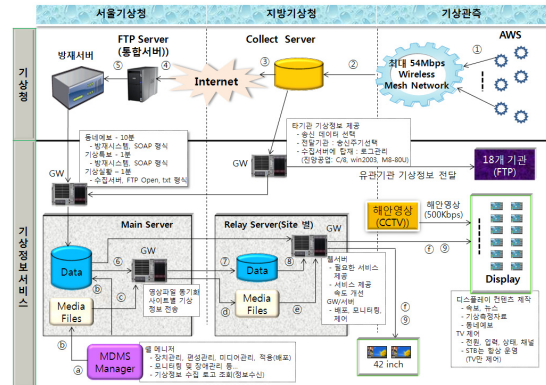 서울기상청
지방기상청
기상관측
기상청
기상정보서비스
FTP Server
(통합서버))
방재서버
⑤
④
Internet
③
Collect Server
②
최대 54Mbps
Wireless
Mesh Network
①
AWS
동네예보 - 10분
- 방재시스템, SOAP 형식
기상특보 - 1분
- 방재시스템, SOAP 형식
기상실황 - 1분
- 수집서버, FTP Open, txt 형식
GW
타기관 기상정보 제공
- 송신 데이터 선택
- 전달기관 : 송신주기선택
- 수집서버에 탑재 : 로그관리
(진양공업: C/8, win2003, M8-80U)
GW
유관기관 기상정보 전달
18개 기관
(FTP)
해안영상
(CCTV))
해안영상
(500Kbps)
ⓕ ⑨
Display
Main Server
GW
Data
ⓑ
⑥
Media
Files
ⓒ
영상파일 동기화
사이트별 기상
정보 전송
Relay Server(Site 별)
GW
⑦
Data
⑧
ⓓ
Media
Files
ⓔ
웹서버
- 필요한 서비스
제공
- 서비스 제공
속도 개선
GW/서버
- 배포, 모니터링,
제어
ⓕ
⑨
42 inch
디스플레이 컨텐츠 제작
- 속보, 뉴스
- 기상특정자료
- 동네예보
TV 제어
- 전원, 입력, 상태, 채널
- STB는 항상 운영
(TV만 제어)
ⓑ
ⓐ
MDMS
Manager
웹 메니저
- 장치관리, 편성관리, 미디어관리, 적용(배포)
- 모니터링 및 장애관리 등...
- 기상정보 수집 로그 조회(정보수신)